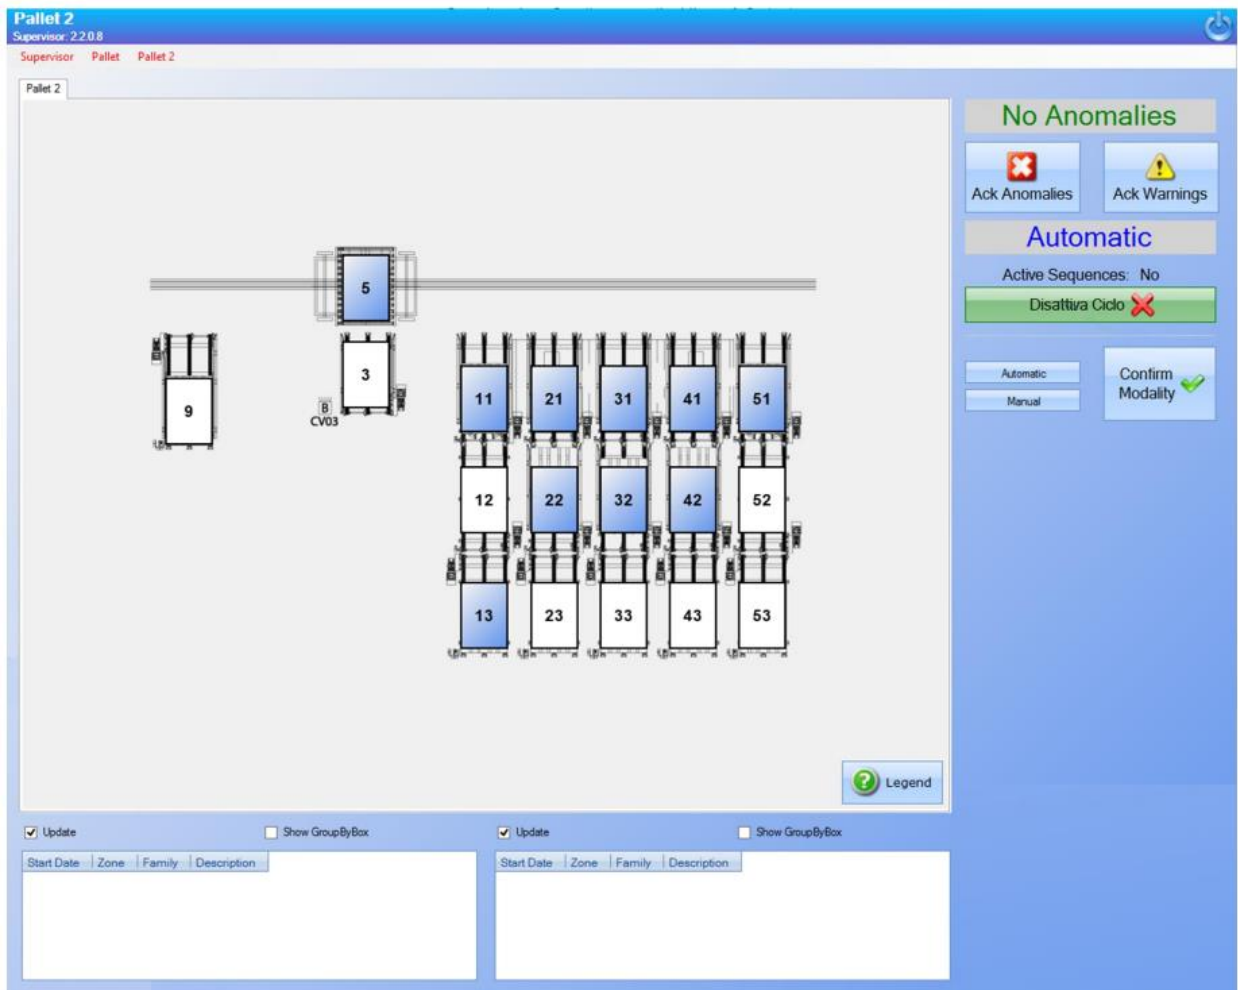 Pallet 2
Supervisor: 2.2.0.8
Supervisor Pallet Pallet 2
Pallet 2
No Anomalies
Ack Anomalies
Ack Warnings
Automatic
Active Sequences: No
Disattiva Ciclo
Automatic
Manual
Confirm
Modality
5
3
9
B
CV03
11 21 31 41 51
12 22 32 42 52
13 23 33 43 53
Legend
Update Show GroupByBox Update Show GroupByBox
Start Date Zone Family Description Start Date Zone Family Description